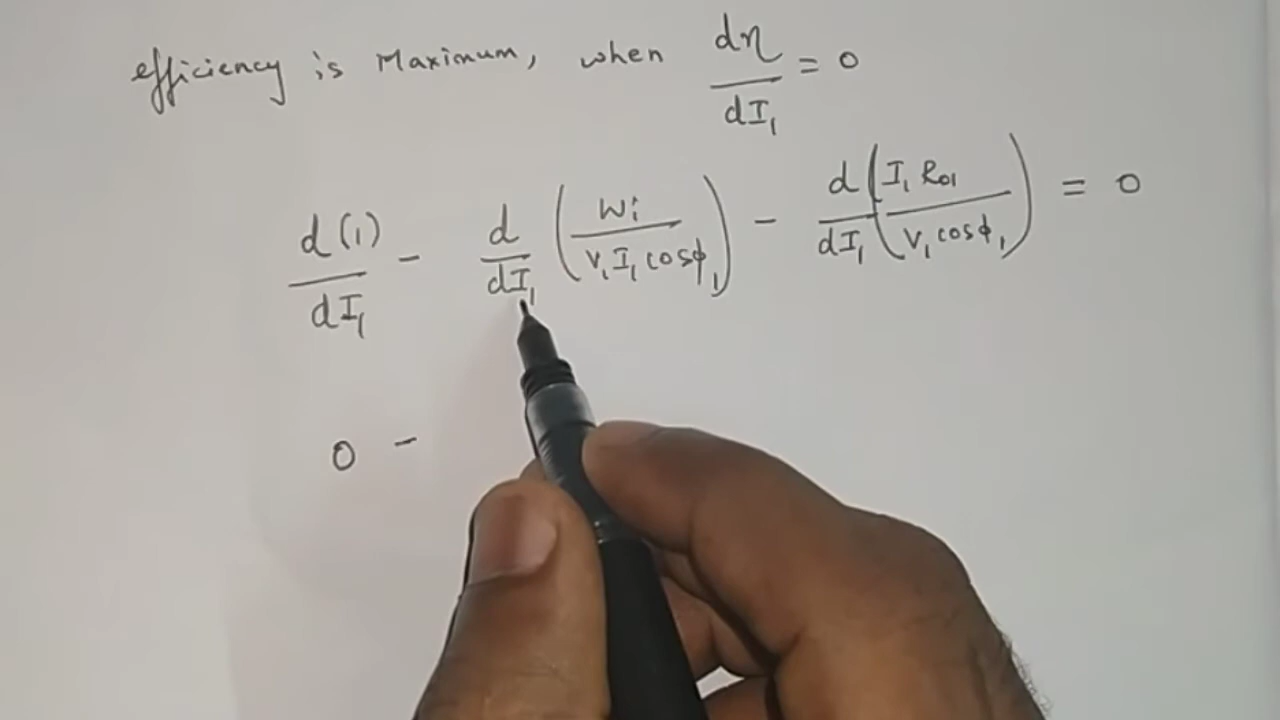 efficiency is Maximum, when dη/dI₁ = 0
d(1)/dI₁ - d/dI₁ (Wi/V₁I₁cosϕ₁) - d/dI₁ (I₁R₀₁/V₁cosϕ₁) = 0
0 -